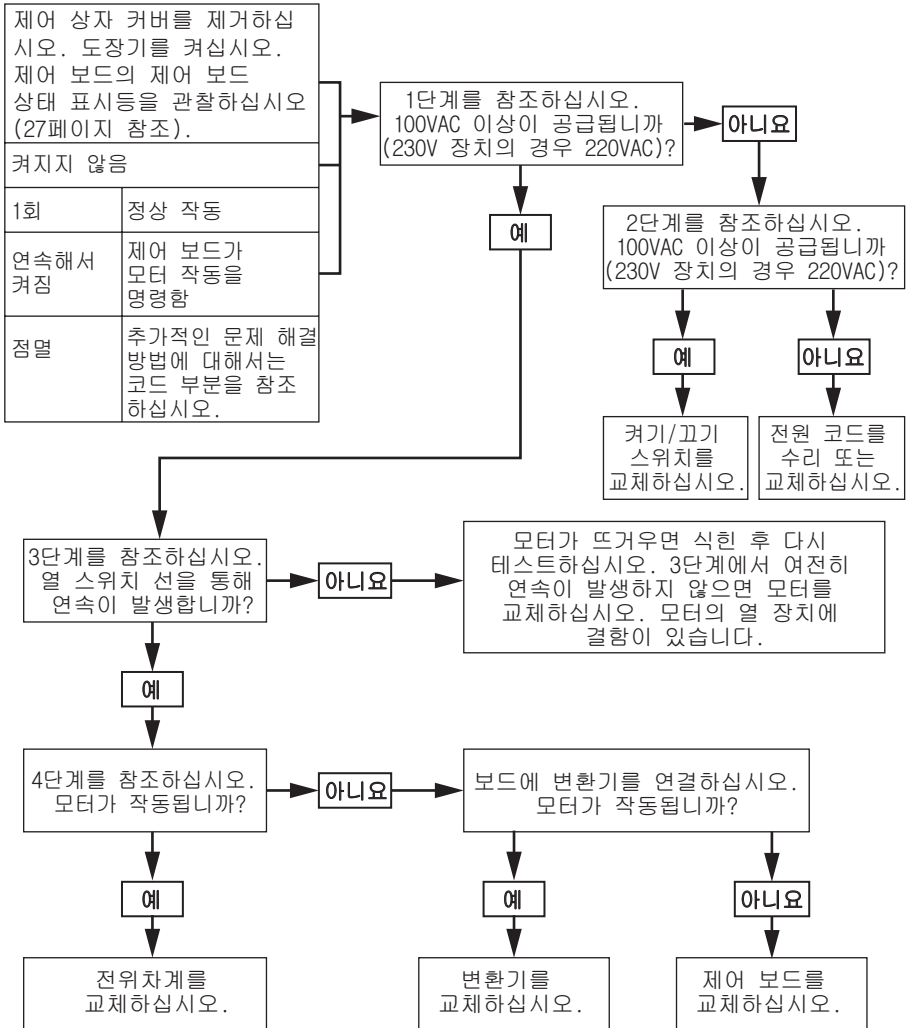 제어 상자 커버를 제거하십
시오. 도장기를 켜십시오.
제어 보드의 제어 보드
상태 표시등을 관찰하십시오
(27페이지 참조).
켜지지 않음
1회
정상 작동
연속해서
켜짐
제어 보드가
모터 작동을
명령함
점멸
추가적인 문제 해결
방법에 대해서는
코드 부분을 참조
하십시오.
1단계를 참조하십시오.
100VAC 이상이 공급됩니까
(230V 장치의 경우 220VAC)?
아니요
예
2단계를 참조하십시오.
100VAC 이상이 공급됩니까
(230V 장치의 경우 220VAC)?
예
아니요
켜기/끄기
스위치를
교체하십시오.
전원 코드를
수리 또는
교체하십시오.
3단계를 참조하십시오.
열 스위치 선을 통해
연속이 발생합니까?
아니요
모터가 뜨거우면 식힌 후 다시
테스트하십시오. 3단계에서 여전히
연속이 발생하지 않으면 모터를
교체하십시오. 모터의 열 장치에
결함이 있습니다.
예
4단계를 참조하십시오.
모터가 작동됩니까?
아니요
보드에 변환기를 연결하십시오.
모터가 작동됩니까?
예
예
아니요
전위차계를
교체하십시오.
변환기를
교체하십시오.
제어 보드를
교체하십시오.